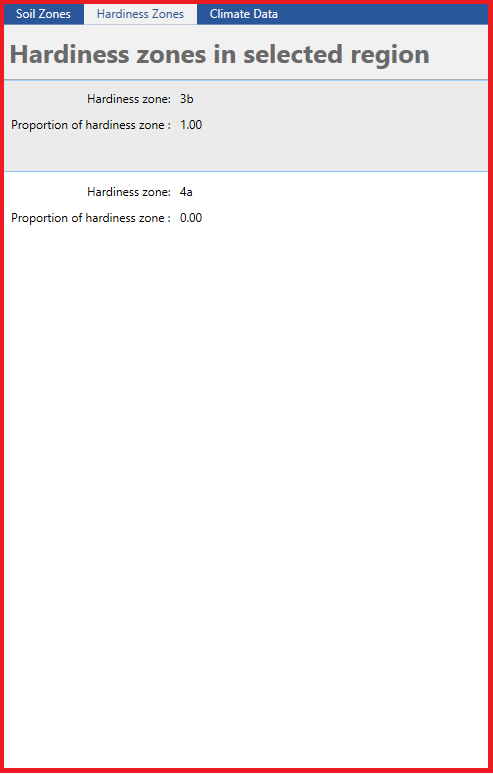 Soil Zones Hardiness Zones Climate Data
Hardiness zones in selected region
Hardiness zone: 3b
Proportion of hardiness zone : 1.00
Hardiness zone: 4a
Proportion of hardiness zone : 0.00